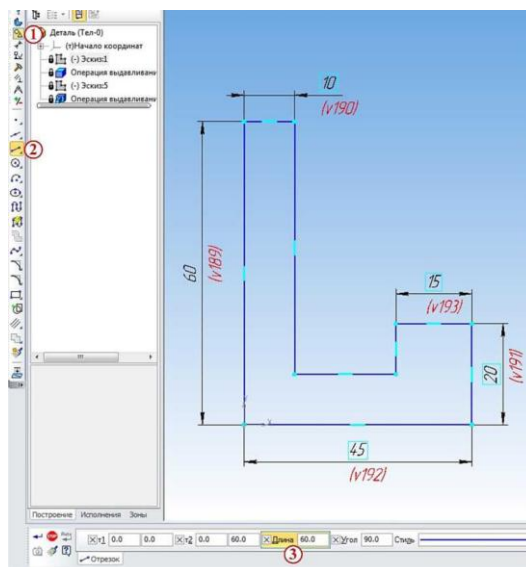 1
Деталь (Тел-0)
(т)Начало координат
(-) Эскиз:1
Операция выдавливани
(-) Эскиз:5
Операция выдавливани
2
10
(v190)
60
(v189)
15
(v193)
20
(v191)
45
(v192)
Построение Исполнения Зоны
т1 0.0 0.0 т2 0.0 60.0 Длина 60.0 Угол 90.0 Стиль
3
Отрезок